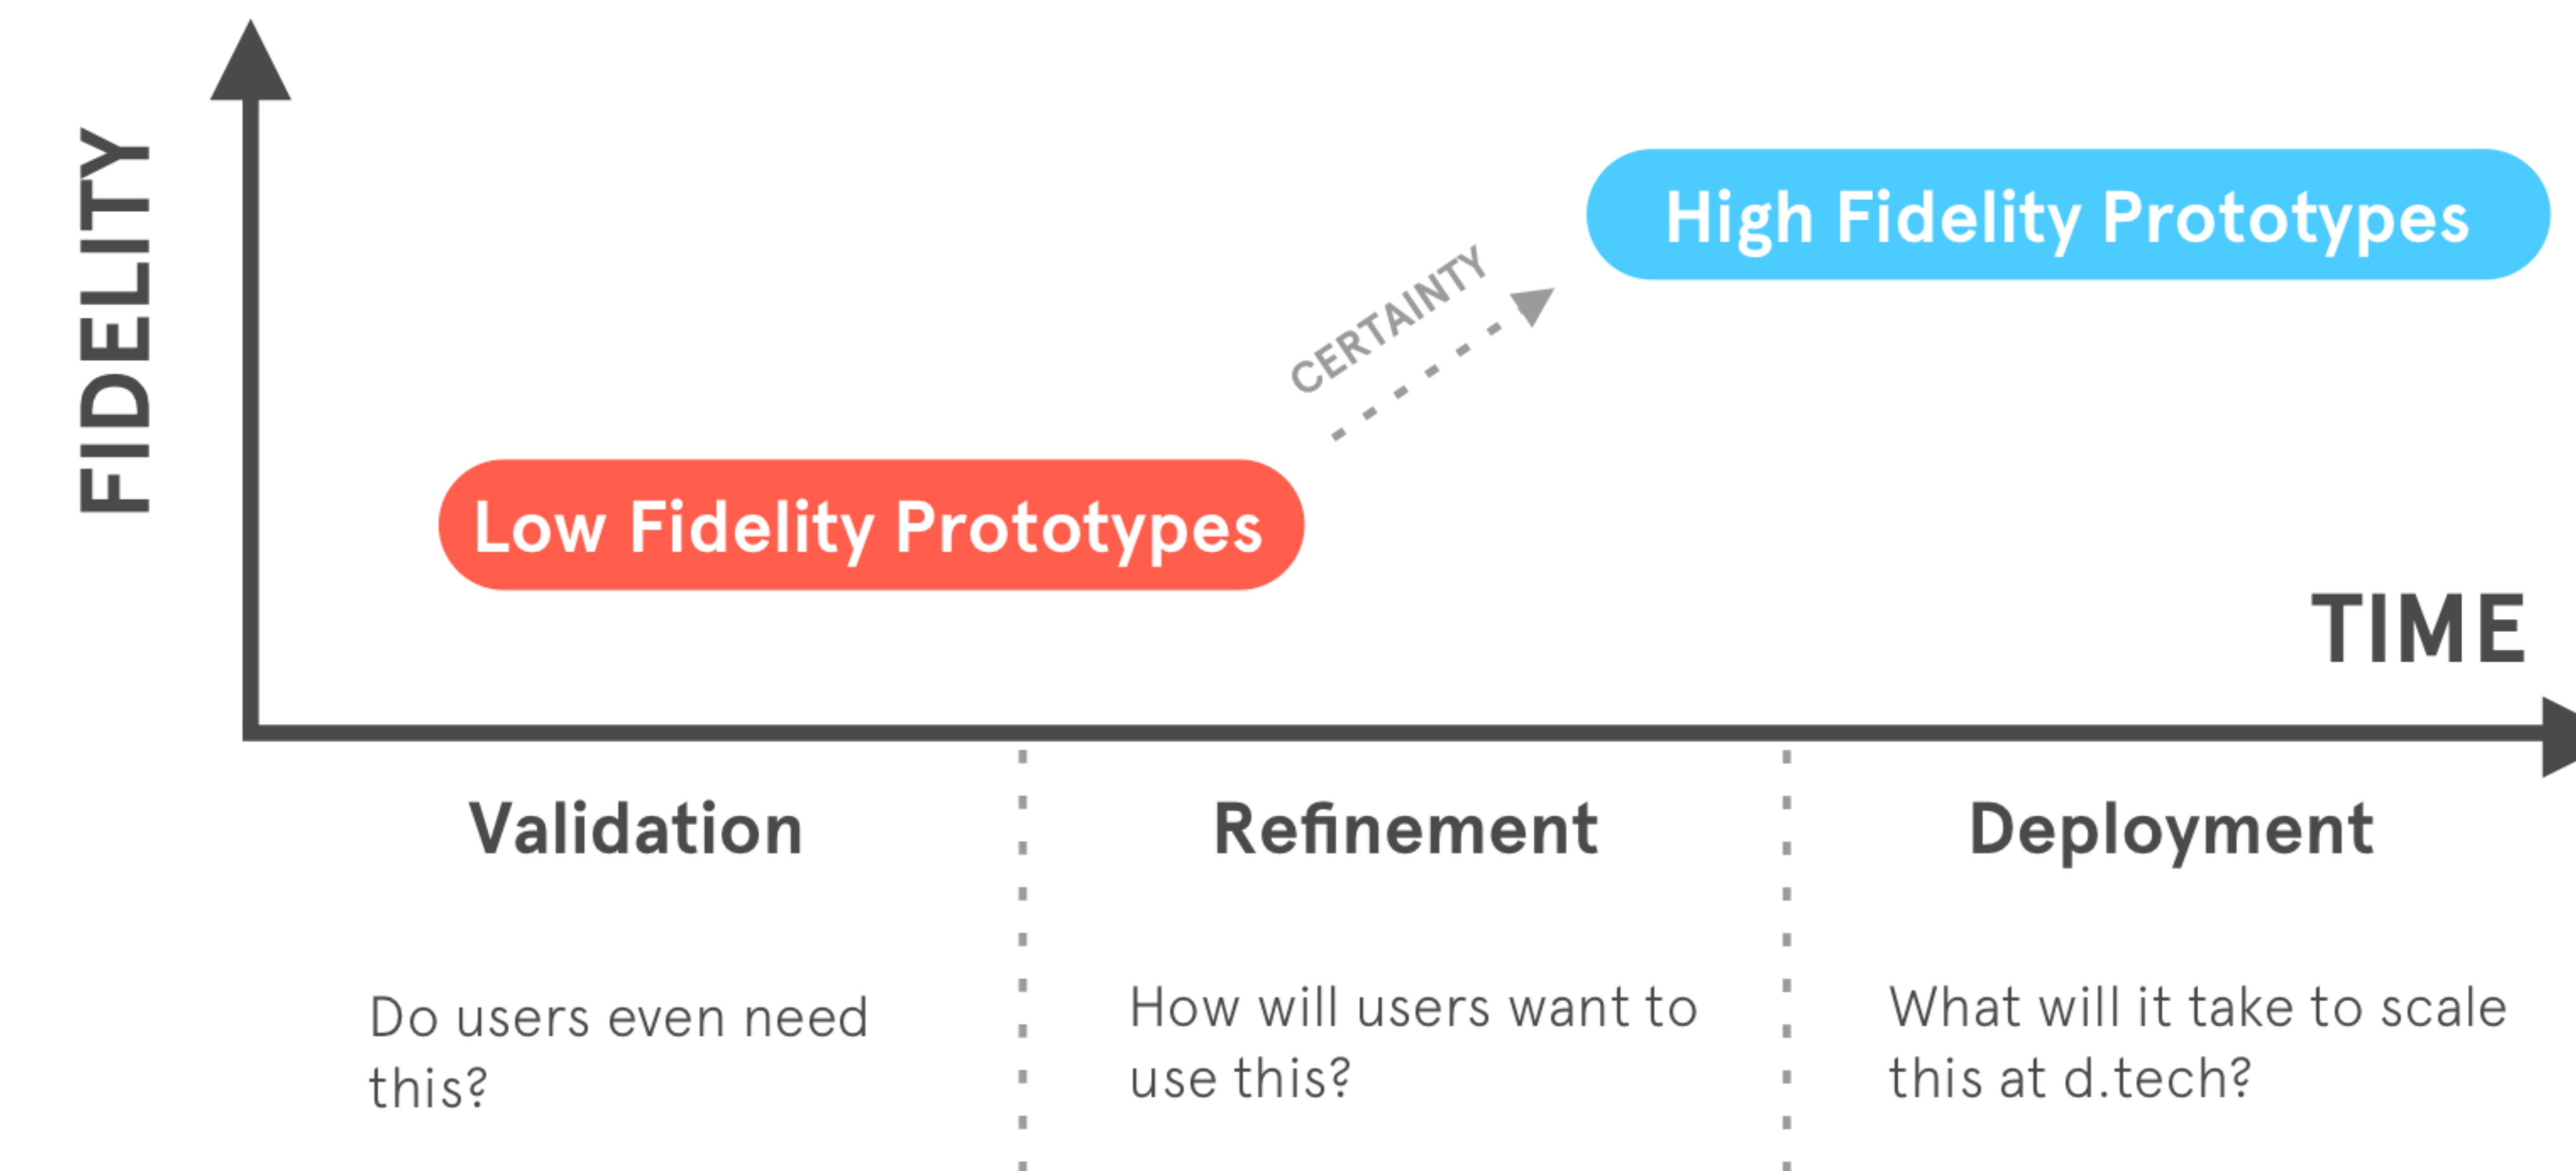 FIDELITY
High Fidelity Prototypes
CERTAINTY
Low Fidelity Prototypes
TIME
Validation
Do users even need
this?
Refinement
How will users want to
use this?
Deployment
What will it take to scale
this at d.tech?